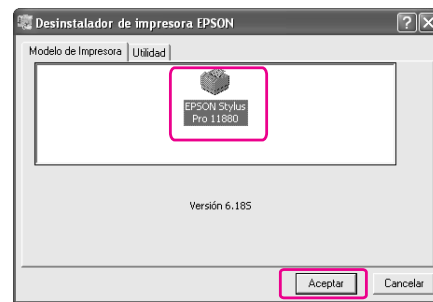 Desinstalador de impresora EPSON
Modelo de Impresora
Utilidad
EPSON Stylus
Pro 11880
Versión 6.18S
Aceptar
Cancelar